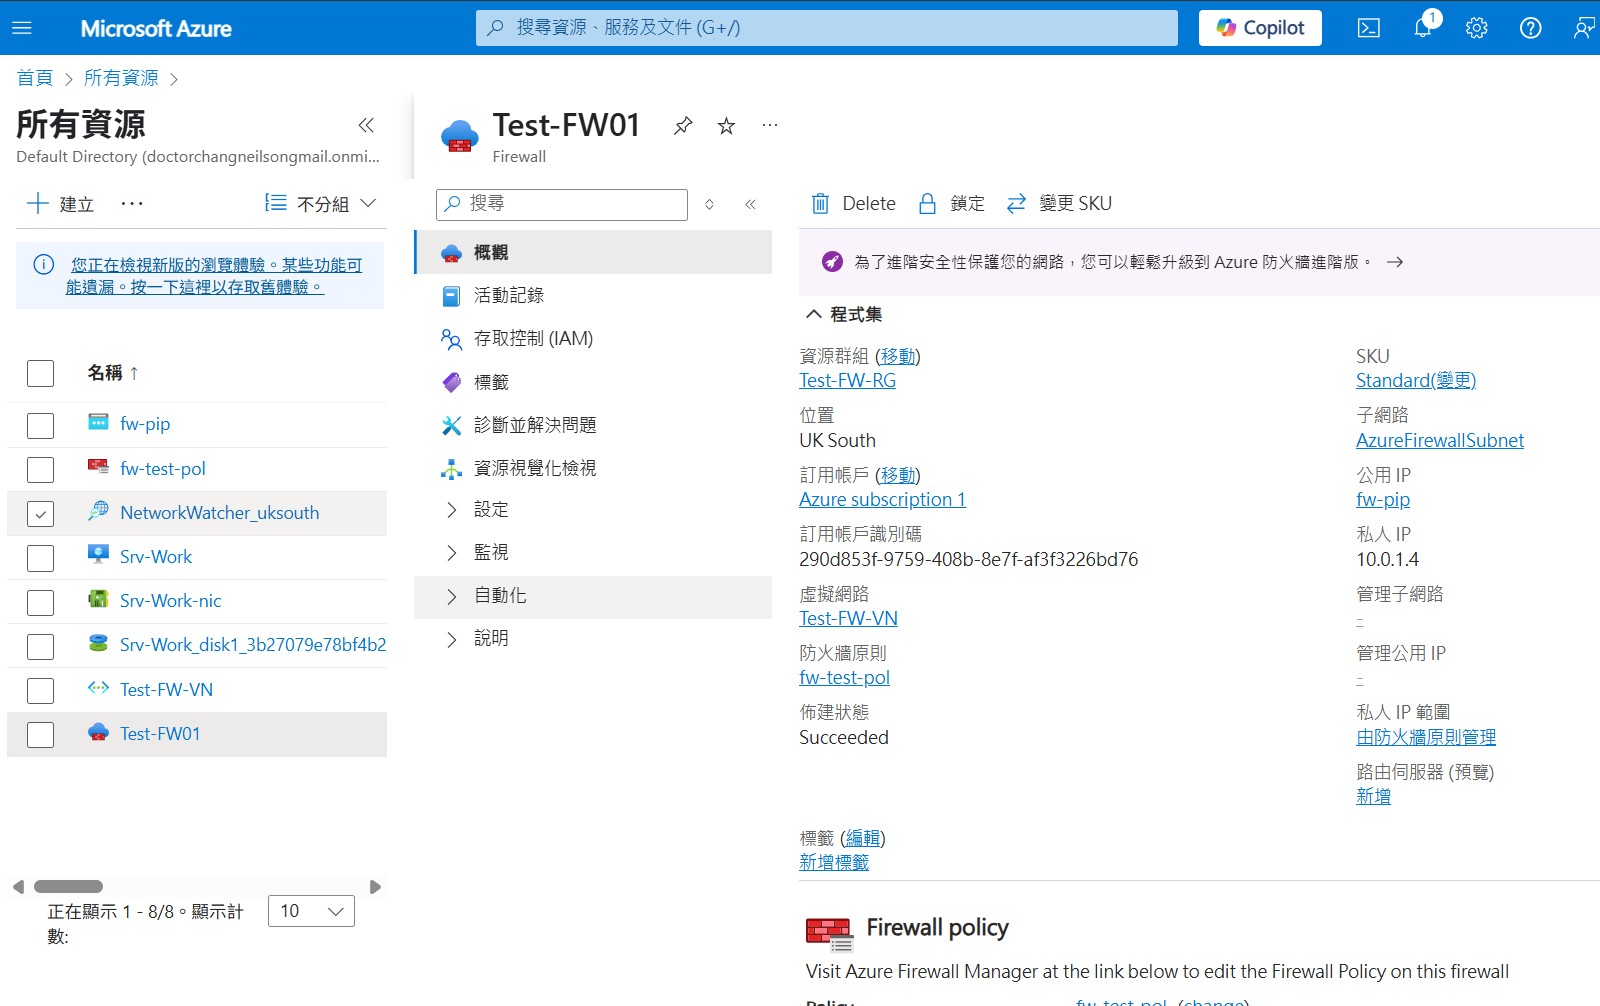 Microsoft Azure
搜尋資源、服務及文件 (G+/)
Copilot
1
首頁
所有資源
所有資源
Default Directory (doctorchangneilsongmail.onmi...
建立
不分組
您正在檢視新版的瀏覽體驗。某些功能可
能遺漏。按一下這裡以存取舊體驗。
名稱 ↑
fw-pip
fw-test-pol
NetworkWatcher_uksouth
Srv-Work
Srv-Work-nic
Srv-Work_disk1_3b27079e78bf4b2
Test-FW-VN
Test-FW01
正在顯示 1 - 8/8。顯示計
數:
10
Test-FW01
Firewall
搜尋
概觀
活動記錄
存取控制 (IAM)
標籤
診斷並解決問題
資源視覺化檢視
設定
監視
自動化
說明
Delete
鎖定
變更 SKU
為了進階安全性保護您的網路，您可以輕鬆升級到 Azure 防火牆進階版。 →
程式集
資源群組 (移動)
Test-FW-RG
位置
UK South
訂用帳戶 (移動)
Azure subscription 1
訂用帳戶識別碼
290d853f-9759-408b-8e7f-af3f3226bd76
虛擬網路
Test-FW-VN
防火牆原則
fw-test-pol
佈建狀態
Succeeded
SKU
Standard(變更)
子網路
AzureFirewallSubnet
公用 IP
fw-pip
私人 IP
10.0.1.4
管理子網路
-
管理公用 IP
-
私人 IP 範圍
由防火牆原則管理
路由伺服器 (預覽)
新增
標籤 (編輯)
新增標籤
Firewall policy
Visit Azure Firewall Manager at the link below to edit the Firewall Policy on this firewall
Policy fw-test-pol (change)